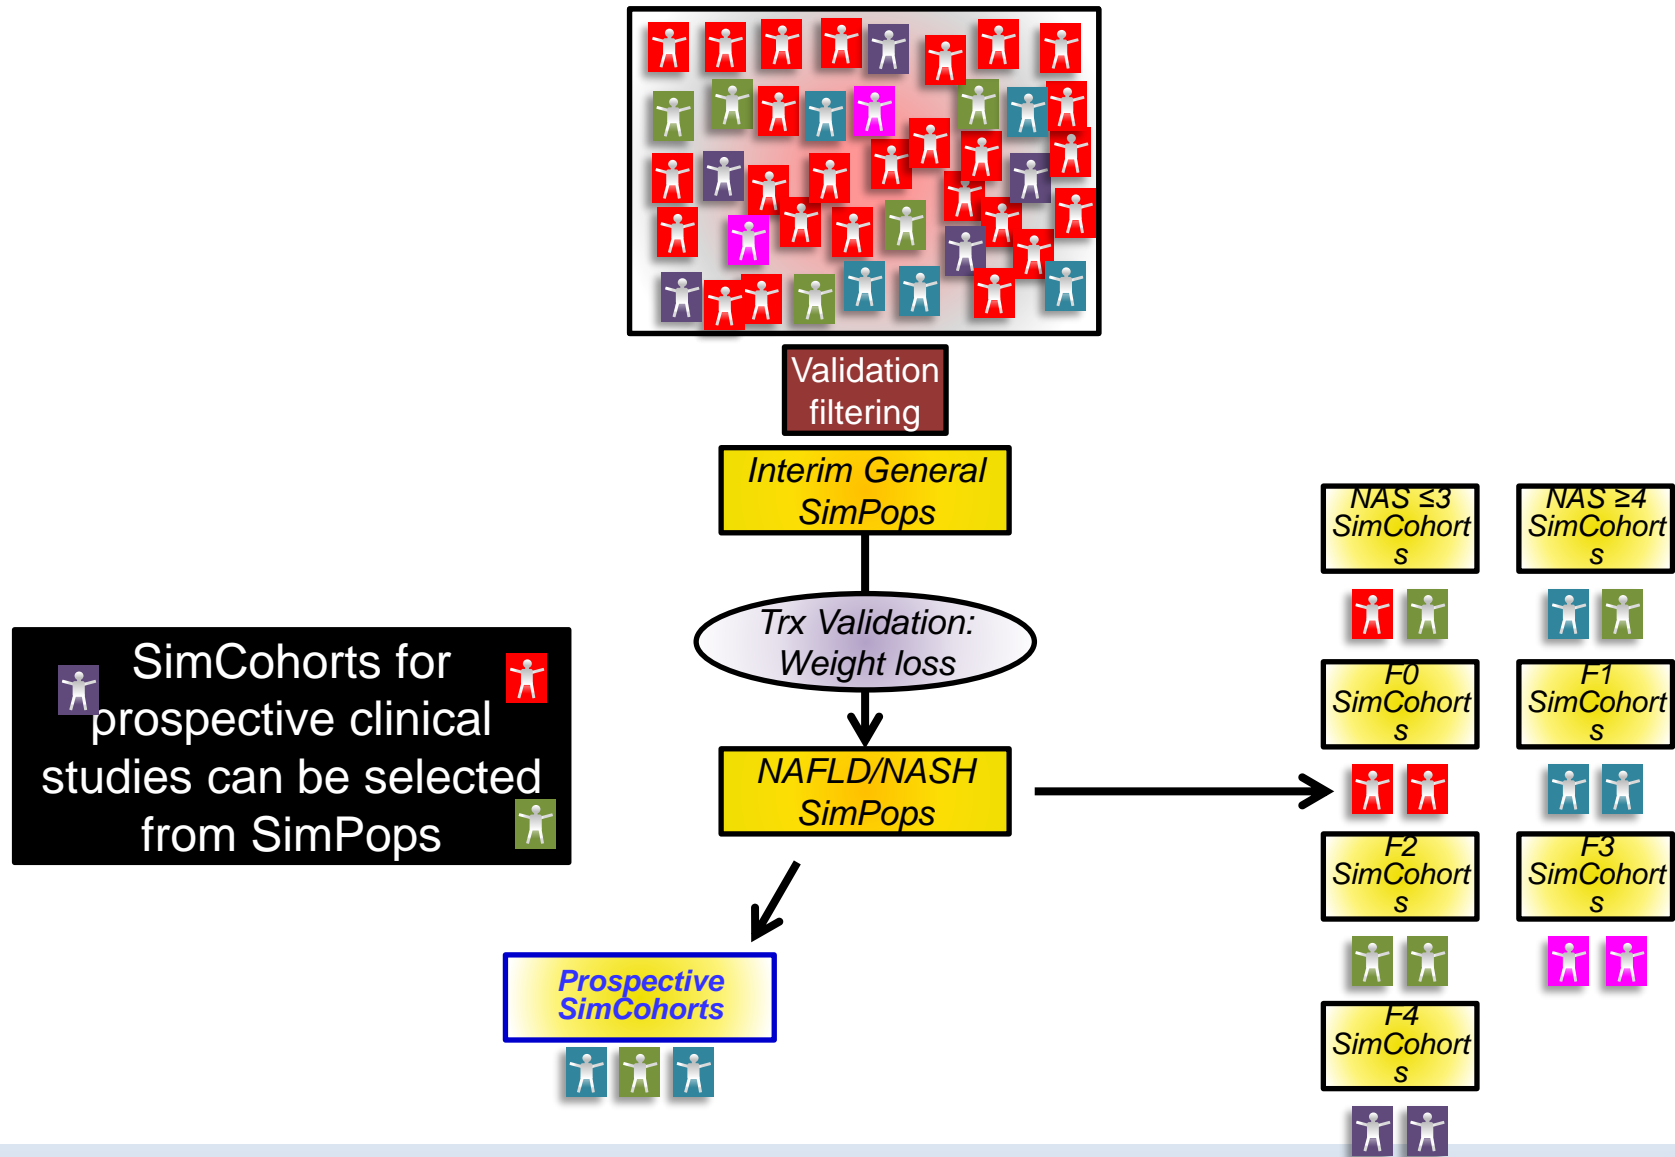 Validation
filtering
Interim General
SimPops
Trx Validation:
Weight loss
NAFLD/NASH
SimPops
SimCohorts for
prospective clinical
studies can be selected
from SimPops
Prospective
SimCohorts
NAS ≤3
SimCohort
s
NAS ≥4
SimCohort
s
F0
SimCohort
s
F1
SimCohort
s
F2
SimCohort
s
F3
SimCohort
s
F4
SimCohort
s